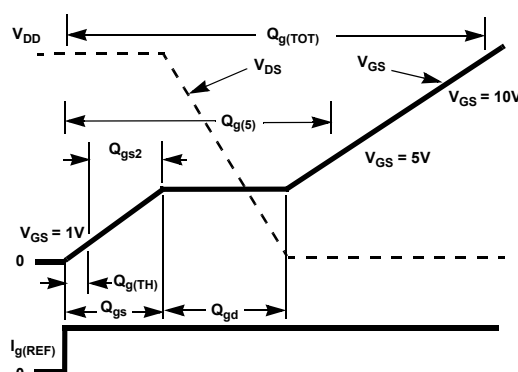 V_DD
Q_g(TOT)
V_DS
V_GS
V_GS = 10V
Q_g(5)
Q_gs2
V_GS = 5V
V_GS = 1V
0
Q_g(TH)
Q_gs
Q_gd
I_g(REF)
0